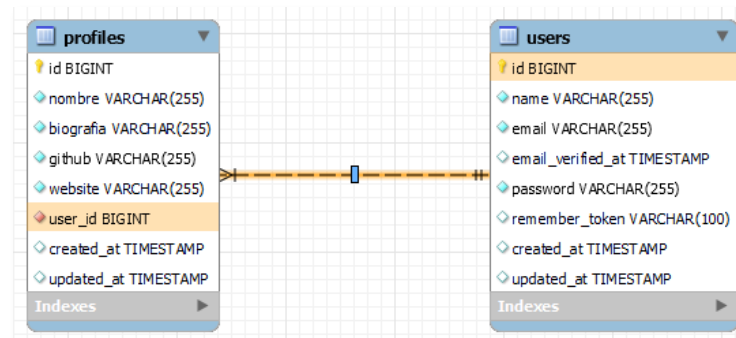 profiles
id BIGINT
nombre VARCHAR(255)
biografia VARCHAR(255)
github VARCHAR(255)
website VARCHAR(255)
user_id BIGINT
created_at TIMESTAMP
updated_at TIMESTAMP
Indexes
users
id BIGINT
name VARCHAR(255)
email VARCHAR(255)
email_verified_at TIMESTAMP
password VARCHAR(255)
remember_token VARCHAR(100)
created_at TIMESTAMP
updated_at TIMESTAMP
Indexes